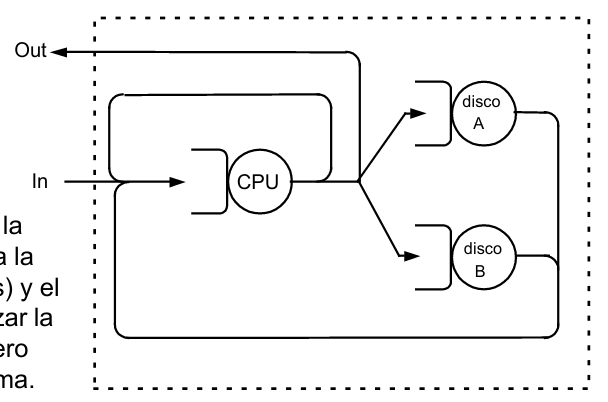 Out
disco
A
CPU
In
disco
B
la
a la
s) y el
zar la
ero
ma.